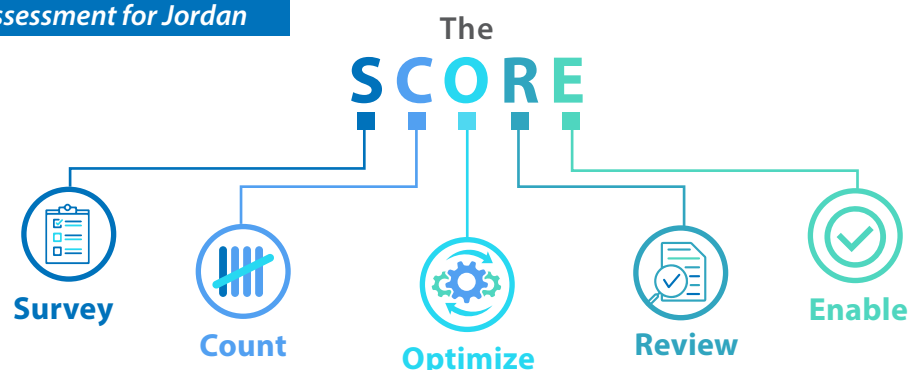 ssessment for Jordan
The
SCORE
Survey
Count
Optimize
Review
Enable